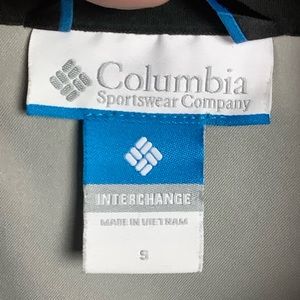 Columbia
Sportswear Company
INTERCHANGE
MADE IN VIETNAM
S